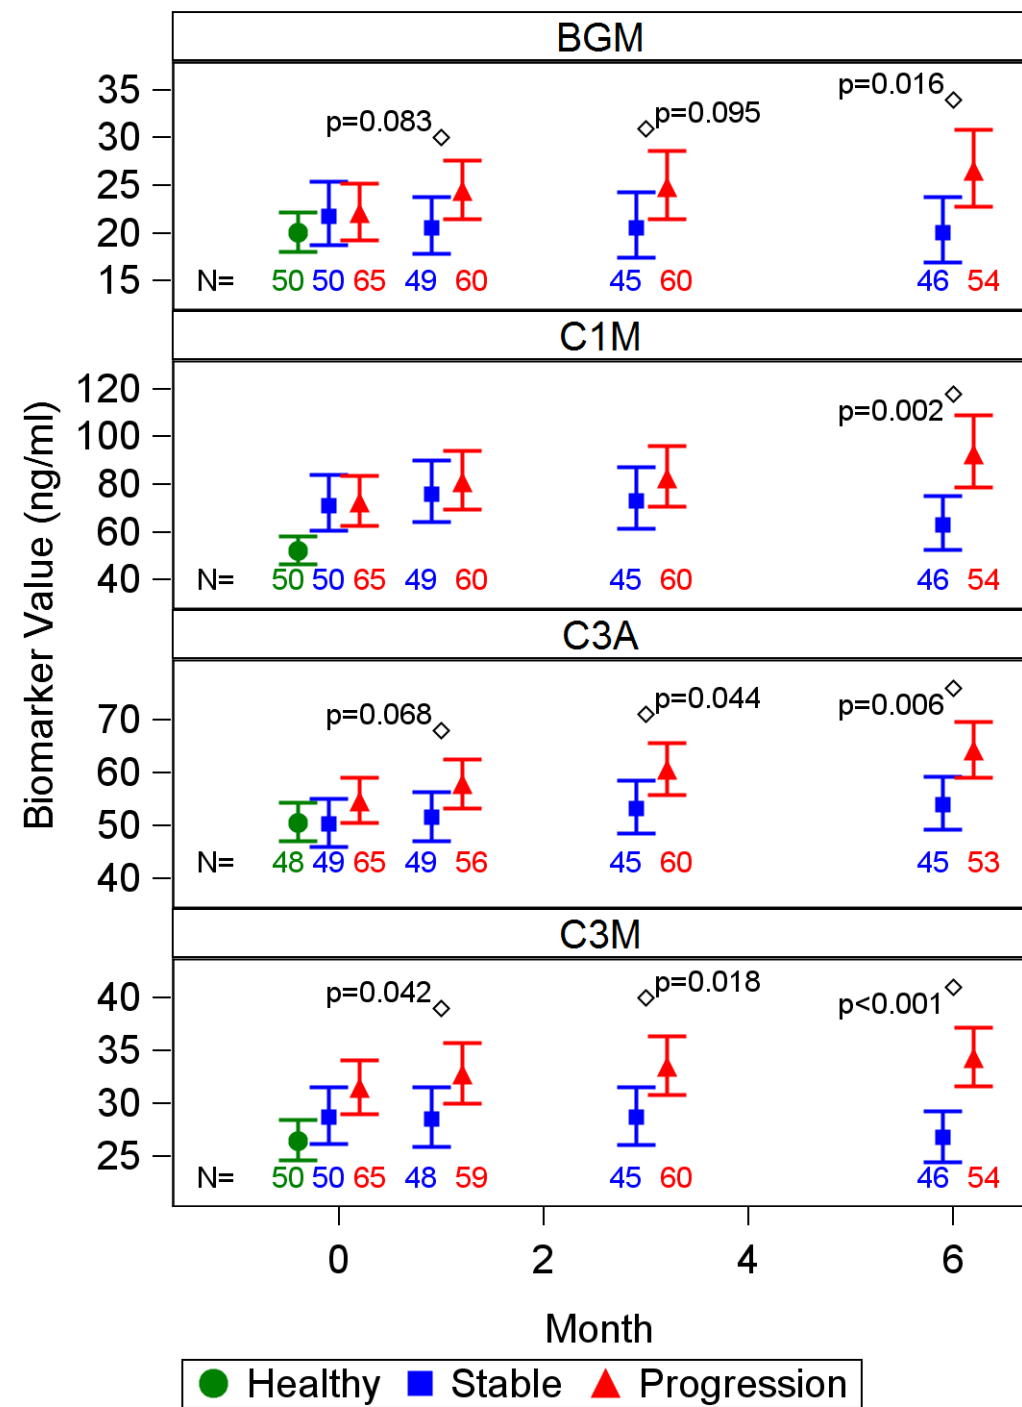 BGM
35
30
25
20
15
p=0.083
p=0.095
p=0.016
N= 50 50 65 49 60 45 60 46 54
C1M
120
100
80
60
40
p=0.002
N= 50 50 65 49 60 45 60 46 54
Biomarker Value (ng/ml)
C3A
70
60
50
40
p=0.068
p=0.044
p=0.006
N= 48 49 65 49 56 45 60 45 53
C3M
40
35
30
25
p=0.042
p=0.018
p<0.001
N= 50 50 65 48 59 45 60 46 54
0 2 4 6
Month
Healthy Stable Progression